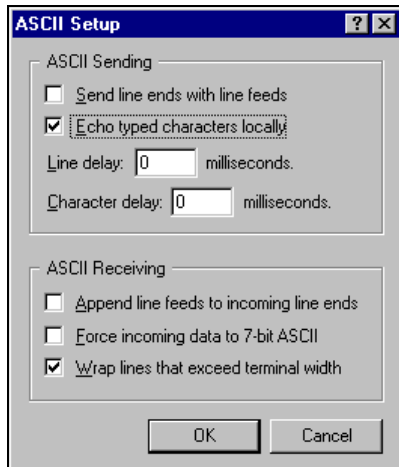 ASCII Setup
ASCII Sending
Send line ends with line feeds
Echo typed characters locally
Line delay: 0 milliseconds.
Character delay: 0 milliseconds.
ASCII Receiving
Append line feeds to incoming line ends
Force incoming data to 7-bit ASCII
Wrap lines that exceed terminal width
OK Cancel